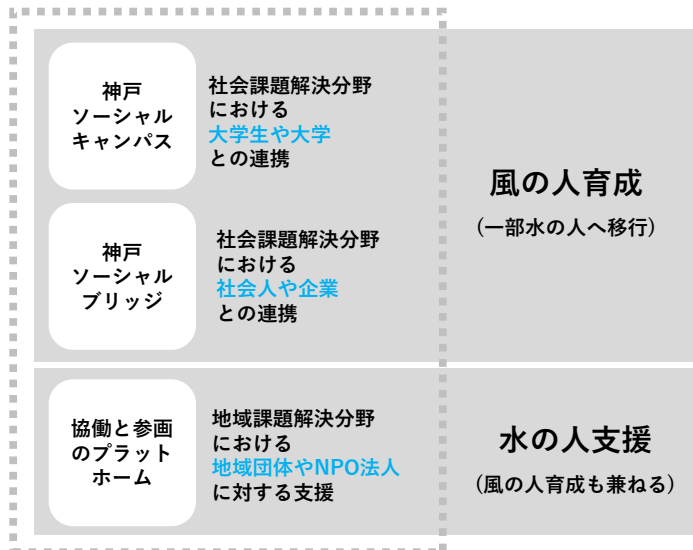 神戸
ソーシャル
キャンパス
社会課題解決分野
における
大学生や大学
との連携
風の人育成
(一部水の人へ移行)
神戸
ソーシャル
ブリッジ
社会課題解決分野
における
社会人や企業
との連携
協働と参画
のプラット
ホーム
地域課題解決分野
における
地域団体やNPO法人
に対する支援
水の人支援
(風の人育成も兼ねる)